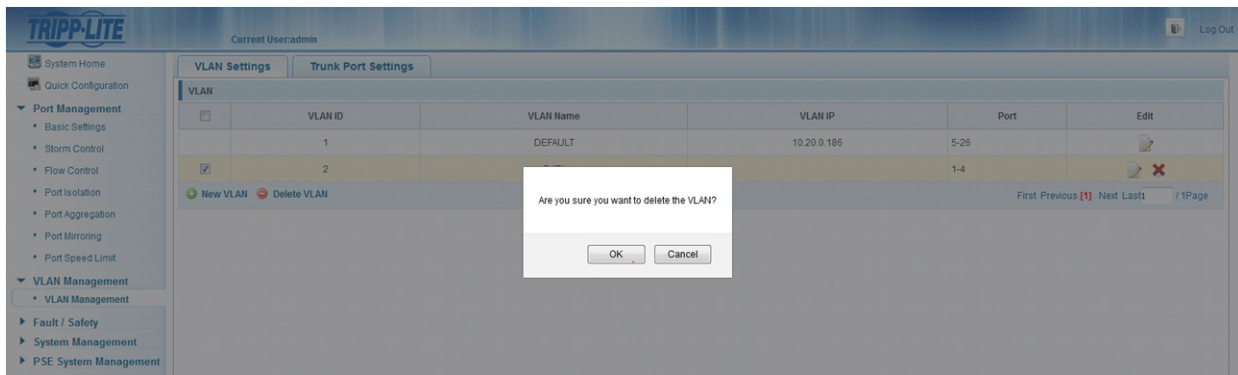 TRIPP·LITE
Current User:admin
Log Out
System Home
Quick Configuration
Port Management
Basic Settings
Storm Control
Flow Control
Port Isolation
Port Aggregation
Port Mirroring
Port Speed Limit
VLAN Management
VLAN Management
Fault / Safety
System Management
PSE System Management
VLAN Settings Trunk Port Settings
VLAN
VLAN ID VLAN Name VLAN IP Port Edit
1 DEFAULT 10.20.0.186 5-26
2 1-4
New VLAN Delete VLAN First Previous [1] Next Last 1 / 1Page
Are you sure you want to delete the VLAN?
OK Cancel